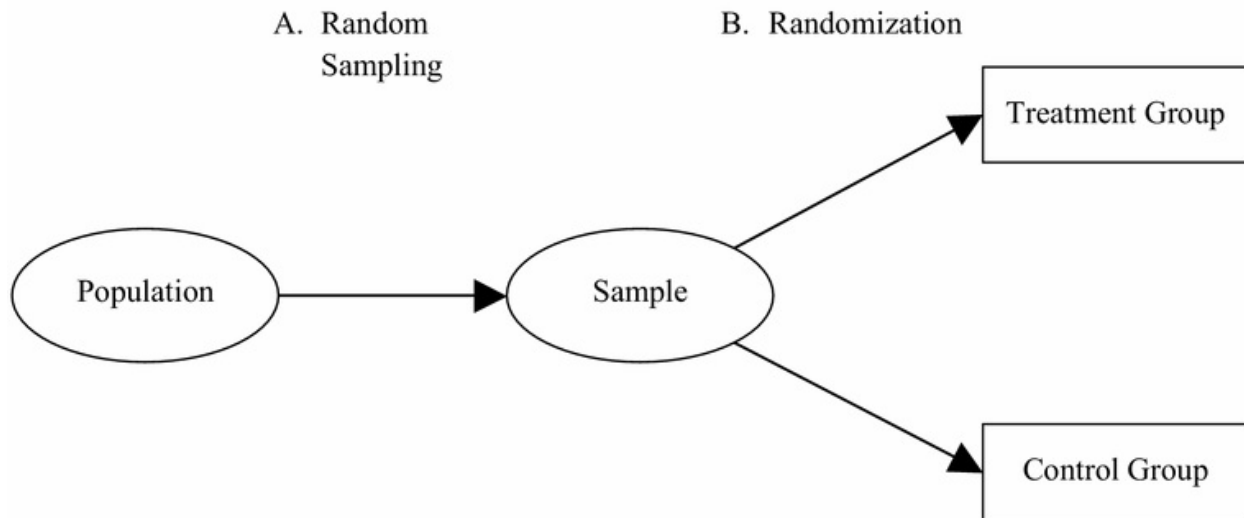 A. Random
Sampling
B. Randomization
Treatment Group
Population
Sample
Control Group